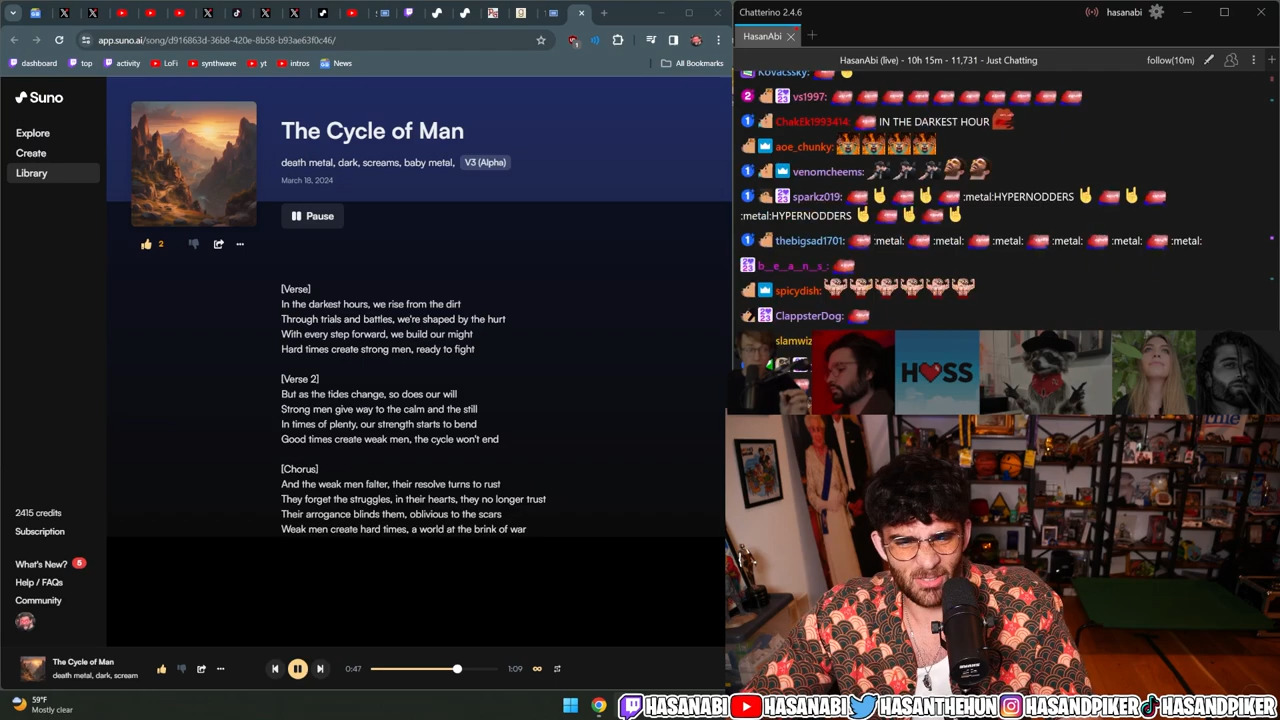 app.suno.ai/song/d916863d-36b8-420e-8b58-b93ae63f0c46/
dashboard
top
activity
LoFi
synthwave
yt
intros
News
All Bookmarks
Suno
Explore
Create
Library
The Cycle of Man
death metal, dark, screams, baby metal,
V3 (Alpha)
March 18, 2024
Pause
2
[Verse]
In the darkest hours, we rise from the dirt
Through trials and battles, we're shaped by the hurt
With every step forward, we build our might
Hard times create strong men, ready to fight
[Verse 2]
But as the tides change, so does our will
Strong men give way to the calm and the still
In times of plenty, our strength starts to bend
Good times create weak men, the cycle won't end
[Chorus]
And the weak men falter, their resolve turns to rust
They forget the struggles, in their hearts, they no longer trust
Their arrogance blinds them, oblivious to the scars
Weak men create hard times, a world at the brink of war
2415 credits
Subscription
What's New?
6
Help / FAQs
Community
The Cycle of Man
death metal, dark, scream
0:47
1:09
59°F
Mostly clear
Chatterino 2.4.6
hasanabi
HasanAbi
HasanAbi (live) - 10h 15m - 11,731 - Just Chatting
follow(10m)
Kovacssky:
vs1997:
ChakEk1993414: IN THE DARKEST HOUR
aoe_chunky:
venomcheems:
sparkz019: :metal:HYPERNODDERS
:metal:HYPERNODDERS
thebigsad1701: :metal: :metal: :metal: :metal: :metal: :metal:
b__e__a__n__s_:
spicydish:
ClappsterDog:
slamwiz
HOSS
HASANABI
HASANABI
HASANTHEHUN
HASANDPIKER
HASANDPIKER